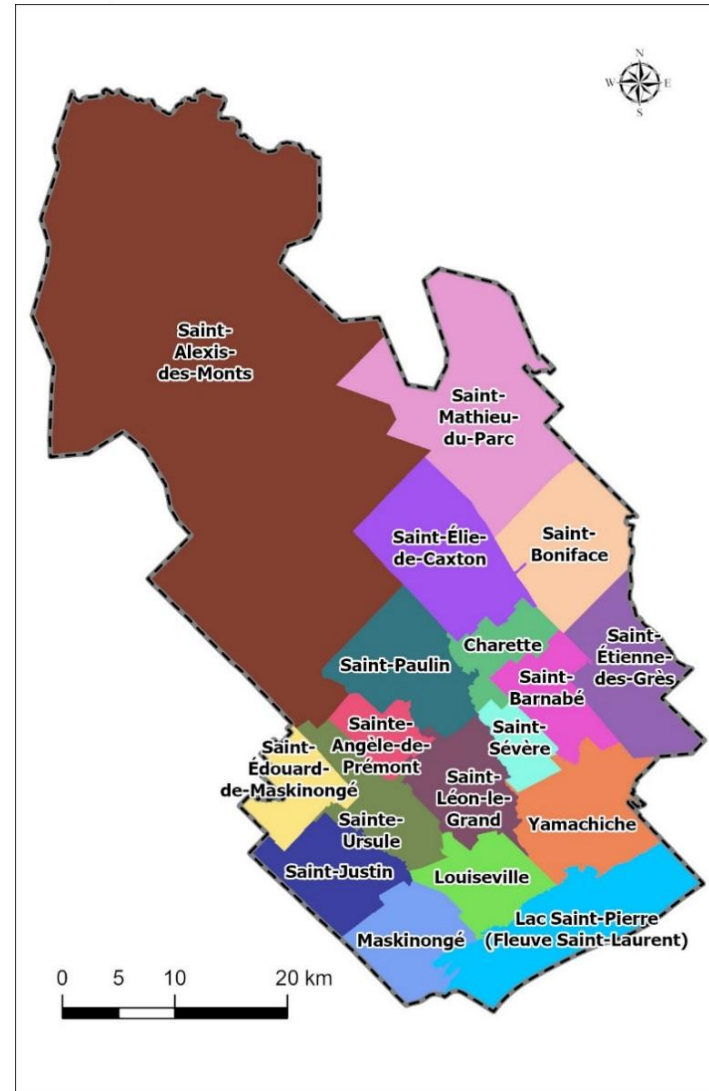 N
W E
S
Saint-
Alexis-
des-Monts
Saint-
Mathieu-
du-Parc
Saint-Élie-
de-Caxton
Saint-
Boniface
Charette
Saint-
Étienne-
des-Grès
Saint-Paulin
Saint-
Barnabé
Sainte-
Angèle-de-
Prémont
Saint-
Sévère
Saint-
Édouard-
de-Maskinongé
Saint-
Léon-le-
Grand
Sainte-
Ursule
Yamachiche
Saint-Justin
Louiseville
Lac Saint-Pierre
(Fleuve Saint-Laurent)
Maskinongé
0 5 10 20 km